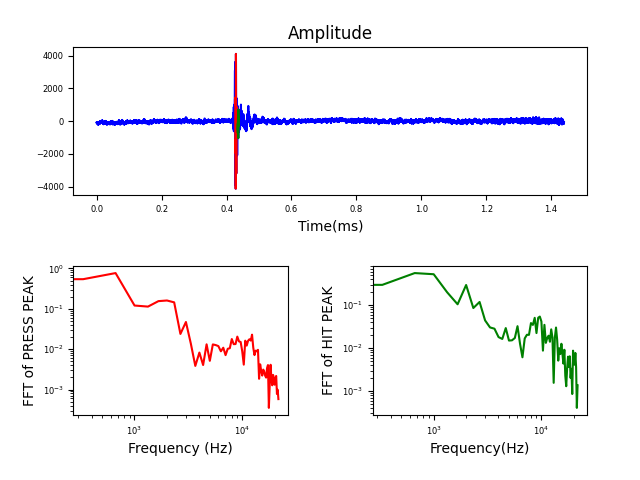 Amplitude
4000
2000
0
−2000
−4000
0.0 0.2 0.4 0.6 0.8 1.0 1.2 1.4
Time(ms)
FFT of PRESS PEAK
10⁰
10⁻¹
10⁻²
10⁻³
10³ 10⁴
Frequency (Hz)
FFT of HIT PEAK
10⁻¹
10⁻²
10⁻³
10³ 10⁴
Frequency(Hz)